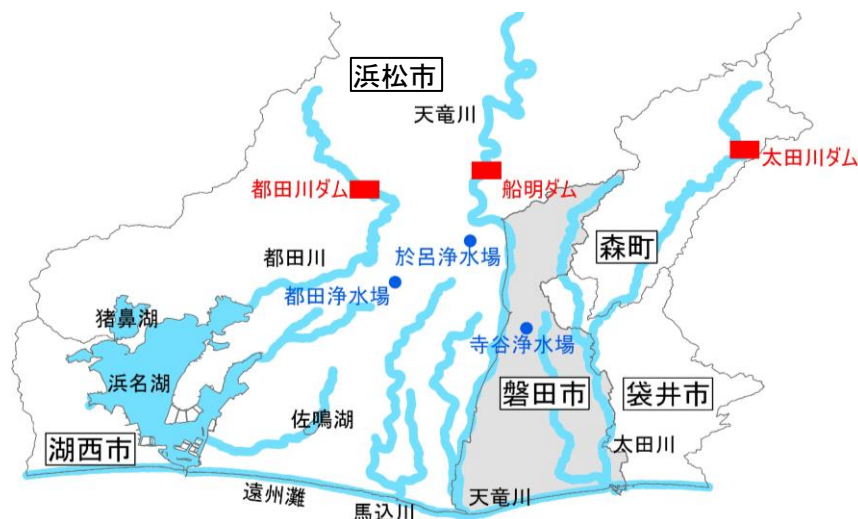 浜松市
天竜川
太田川ダム
都田川ダム
船明ダム
森町
都田川
於呂浄水場
都田浄水場
猪鼻湖
寺谷浄水場
浜名湖
磐田市
袋井市
佐鳴湖
湖西市
太田川
遠州灘
天竜川
馬込川